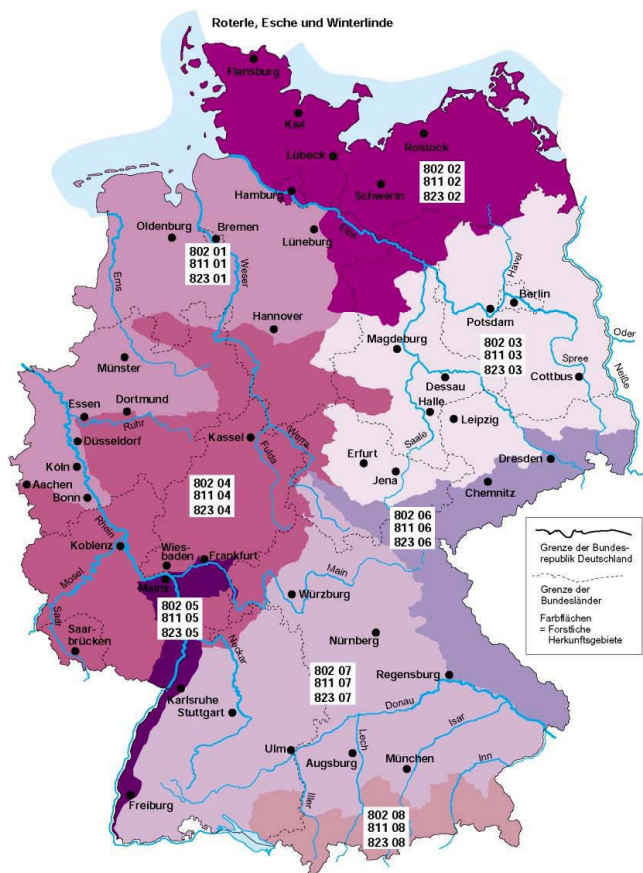 Roterle, Esche und Winterlinde
Flensburg
Kiel
Lübeck
Rostock
Schwerin
802 02
811 02
823 02
Hamburg
Elbe
Lüneburg
Oldenburg
Bremen
802 01
811 01
823 01
Ems
Weser
Hannover
Havel
Berlin
Potsdam
Oder
Magdeburg
802 03
811 03
823 03
Spree
Neiße
Cottbus
Münster
Dessau
Halle
Leipzig
Essen
Dortmund
Ruhr
Düsseldorf
Kassel
Werra
Fulda
Saale
Erfurt
Jena
Dresden
Chemnitz
Köln
Aachen
Bonn
Rhein
802 04
811 04
823 04
802 06
811 06
823 06
Koblenz
Wies-
baden
Frankfurt
Mainz
Main
Mosel
Saar
Saar-
brücken
802 05
811 05
823 05
Würzburg
Neckar
Nürnberg
802 07
811 07
823 07
Regensburg
Karlsruhe
Stuttgart
Donau
Isar
Ulm
Lech
Augsburg
München
Inn
Freiburg
Iller
802 08
811 08
823 08
Grenze der Bundes-
republik Deutschland
Grenze der
Bundesländer
Farbflächen
= Forstliche
Herkunftsgebiete